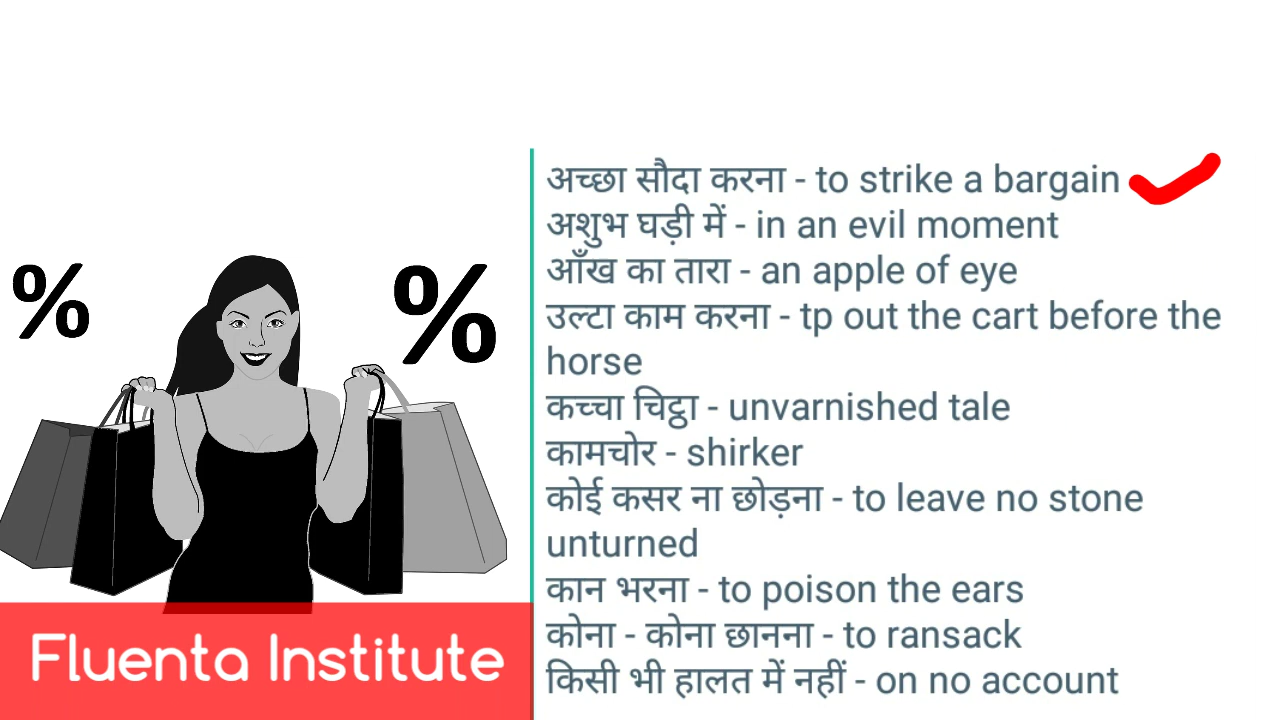 %
%
अच्छा सौदा करना - to strike a bargain
अशुभ घड़ी में - in an evil moment
आँख का तारा - an apple of eye
उल्टा काम करना - tp out the cart before the
horse
कच्चा चिट्ठा - unvarnished tale
कामचोर - shirker
कोई कसर ना छोड़ना - to leave no stone
unturned
कान भरना - to poison the ears
कोना - कोना छानना - to ransack
किसी भी हालत में नहीं - on no account
Fluenta Institute